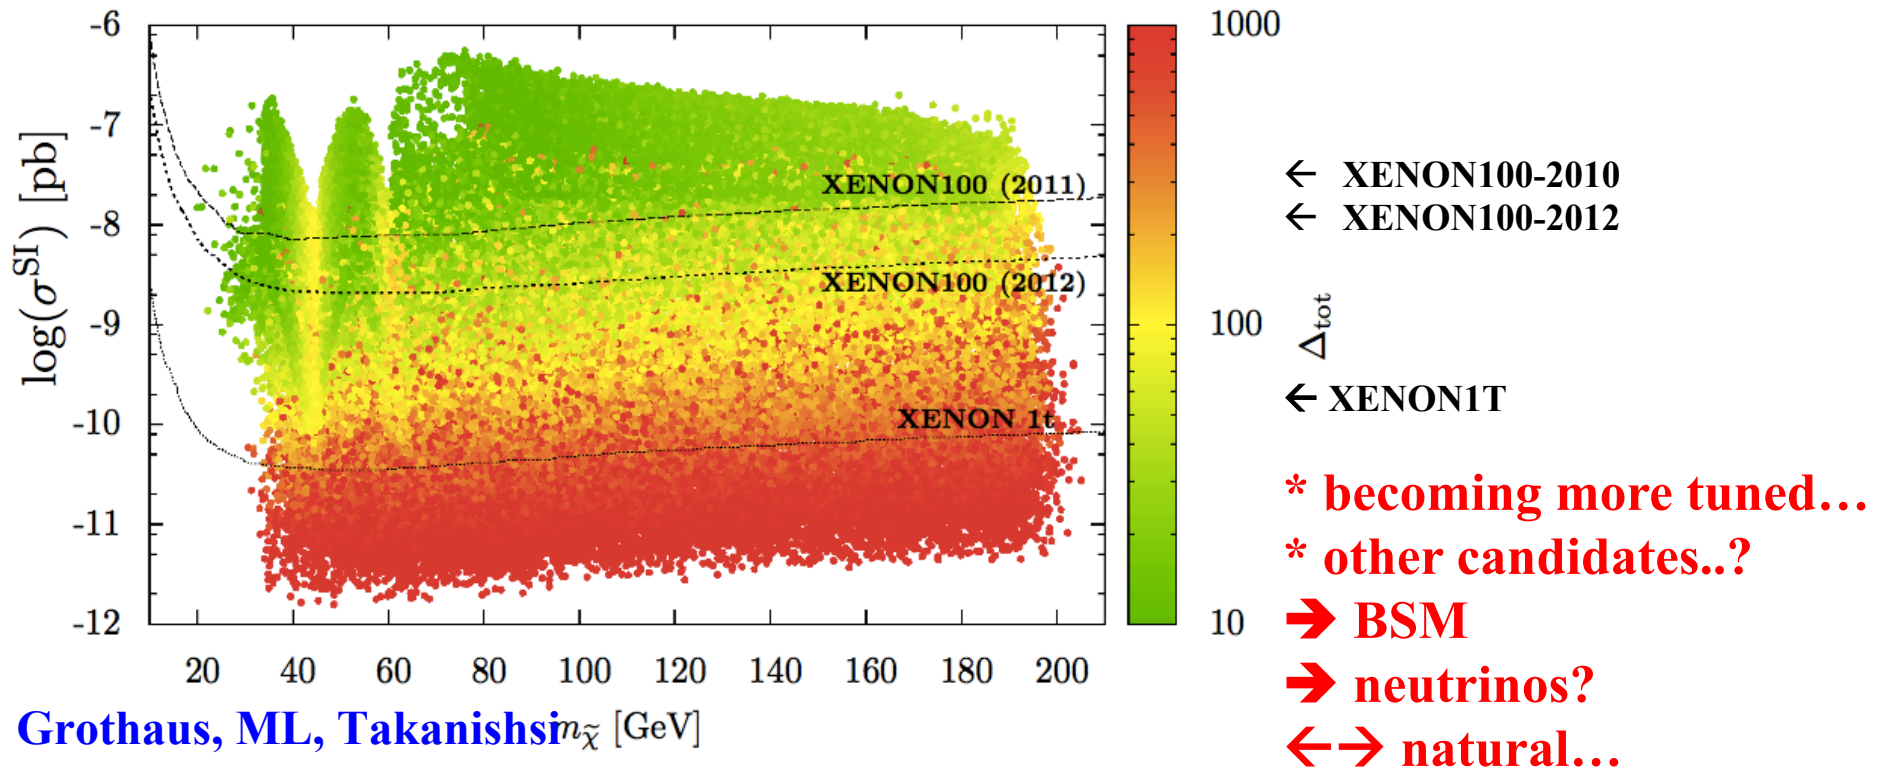 -6
-7
-8
-9
-10
-11
-12
log(σ^SI) [pb]
XENON100 (2011)
XENON100 (2012)
XENON 1t
20 40 60 80 100 120 140 160 180 200
m_χ̃ [GeV]
1000
100
10
Δ_tot
Grothaus, ML, Takanishsi
← XENON100-2010
← XENON100-2012
← XENON1T
* becoming more tuned…
* other candidates..?
➔ BSM
➔ neutrinos?
←➔ natural…